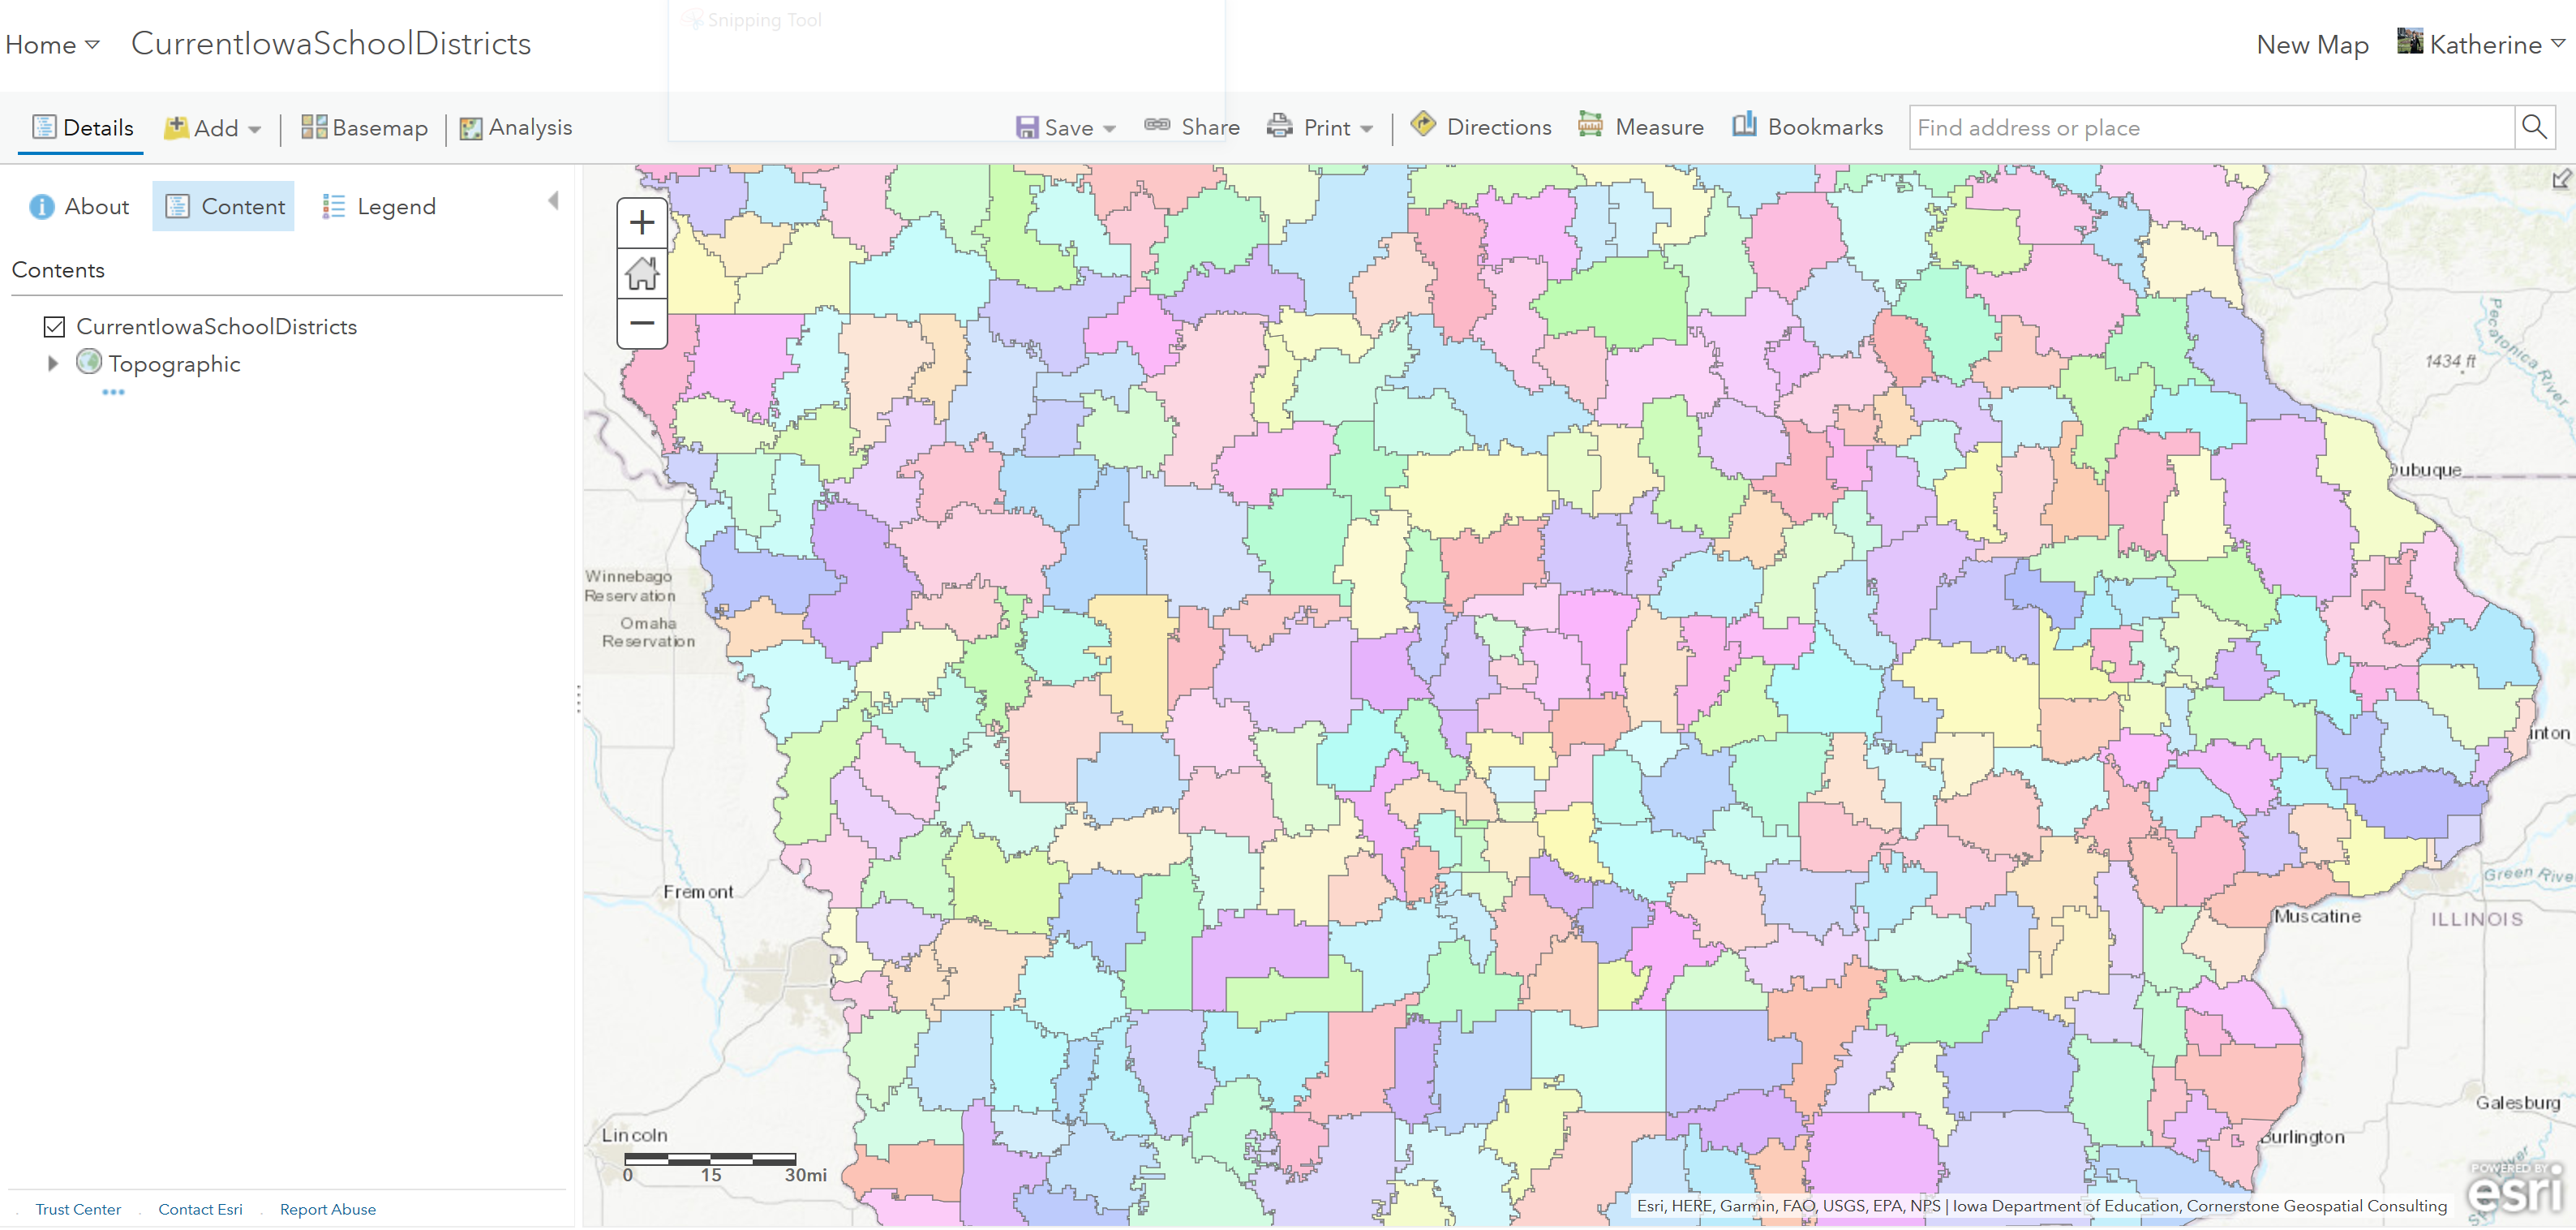 Snipping Tool
Home CurrentIowaSchoolDistricts New Map Katherine
Details Add Basemap Analysis Save Share Print Directions Measure Bookmarks Find address or place
About Content Legend
Contents
CurrentIowaSchoolDistricts
Topographic
Pecatonica River
1434 ft
Dubuque
Winnebago
Reservation
Omaha
Reservation
inton
Fremont
Green River
Muscatine
ILLINOIS
Galesburg
Lincoln
Burlington
0 15 30mi
POWERED BY
esri
Esri, HERE, Garmin, FAO, USGS, EPA, NPS | Iowa Department of Education, Cornerstone Geospatial Consulting
Trust Center Contact Esri Report Abuse